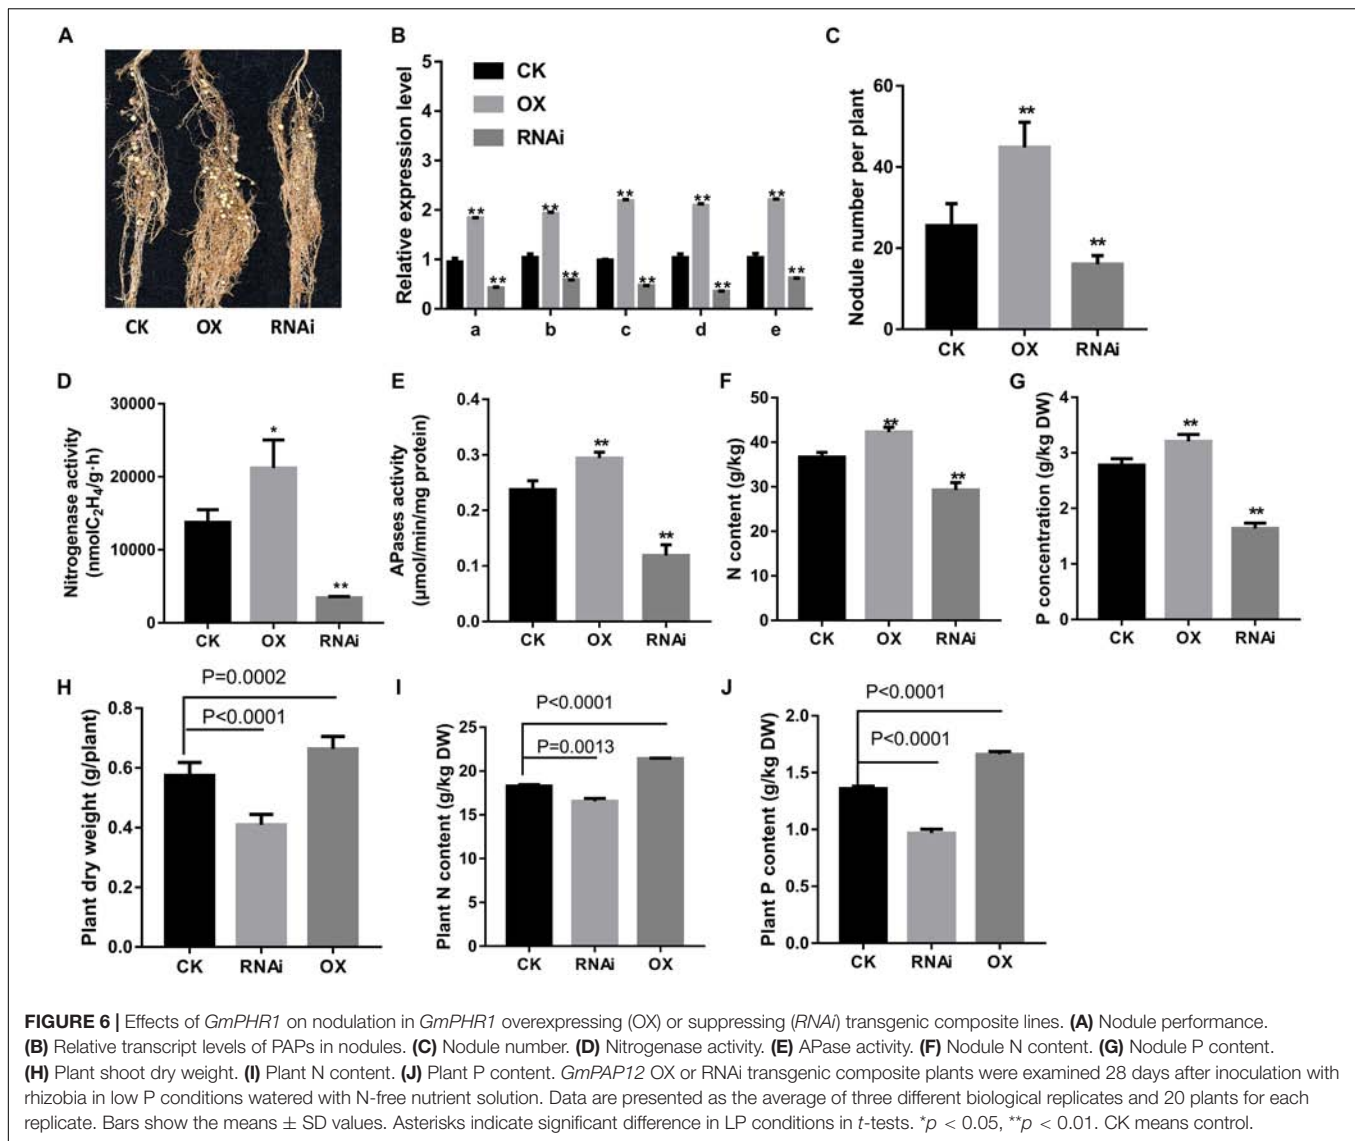 A
CK OX RNAi
B
Relative expression level
5
4
3
2
1
0
CK
OX
RNAi
** ** ** ** **
** ** ** ** **
a b c d e
C
Nodule number per plant
60
40
20
0
**
**
CK OX RNAi
D
Nitrogenase activity
(nmolC₂H₄/g·h)
30000
20000
10000
0
*
**
CK OX RNAi
E
APases activity
(µmol/min/mg protein)
0.4
0.3
0.2
0.1
0.0
**
**
CK OX RNAi
F
N content (g/kg)
50
40
30
20
10
0
**
**
CK OX RNAi
G
P concentration (g/kg DW)
4
3
2
1
0
**
**
CK OX RNAi
H
Plant dry weight (g/plant)
P=0.0002
P<0.0001
0.8
0.6
0.4
0.2
0.0
CK RNAi OX
I
Plant N content (g/kg DW)
P<0.0001
P=0.0013
25
20
15
10
5
0
CK RNAi OX
J
Plant P content (g/kg DW)
P<0.0001
P<0.0001
2.0
1.5
1.0
0.5
0.0
CK RNAi OX
FIGURE 6 | Effects of GmPHR1 on nodulation in GmPHR1 overexpressing (OX) or suppressing (RNAi) transgenic composite lines. (A) Nodule performance.
(B) Relative transcript levels of PAPs in nodules. (C) Nodule number. (D) Nitrogenase activity. (E) APase activity. (F) Nodule N content. (G) Nodule P content.
(H) Plant shoot dry weight. (I) Plant N content. (J) Plant P content. GmPAP12 OX or RNAi transgenic composite plants were examined 28 days after inoculation with
rhizobia in low P conditions watered with N-free nutrient solution. Data are presented as the average of three different biological replicates and 20 plants for each
replicate. Bars show the means ± SD values. Asterisks indicate significant difference in LP conditions in t-tests. *p < 0.05, **p < 0.01. CK means control.